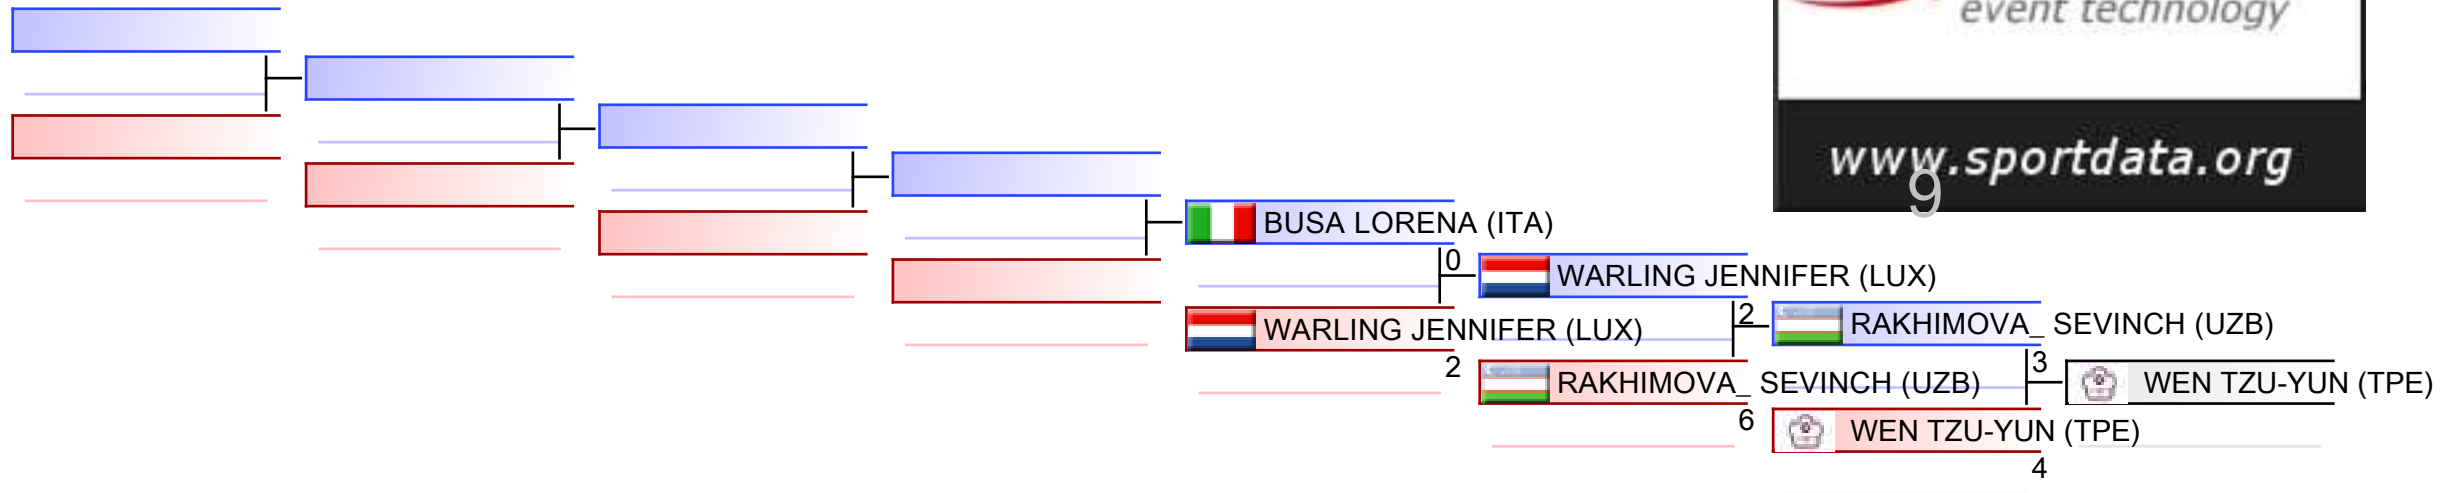 event technology
www.sportdata.org
9
BUSA LORENA (ITA)
0
WARLING JENNIFER (LUX)
WARLING JENNIFER (LUX)
2
2
RAKHIMOVA_ SEVINCH (UZB)
RAKHIMOVA_ SEVINCH (UZB)
6
3
WEN TZU-YUN (TPE)
WEN TZU-YUN (TPE)
4